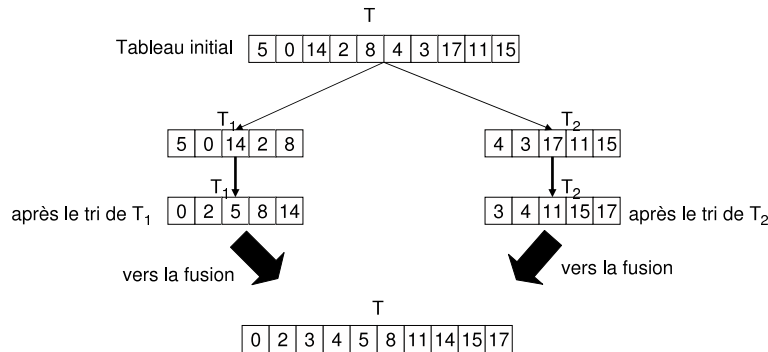 T
Tableau initial 5 0 14 2 8 4 3 17 11 15
T1 T2
5 0 14 2 8 4 3 17 11 15
T1 T2
après le tri de T1 0 2 5 8 14 3 4 11 15 17 après le tri de T2
vers la fusion vers la fusion
T
0 2 3 4 5 8 11 14 15 17